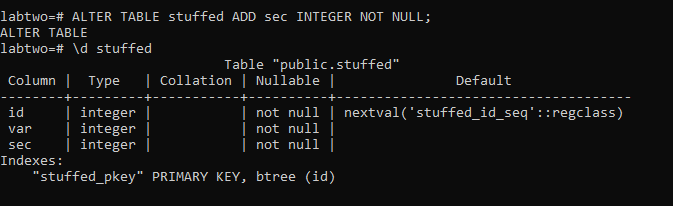 labtwo=# ALTER TABLE stuffed ADD sec INTEGER NOT NULL;
ALTER TABLE
labtwo=# \d stuffed
                            Table "public.stuffed"
 Column |  Type   | Collation | Nullable |               Default
--------+---------+-----------+----------+-------------------------------------
 id     | integer |           | not null | nextval('stuffed_id_seq'::regclass)
 var    | integer |           | not null |
 sec    | integer |           | not null |
Indexes:
    "stuffed_pkey" PRIMARY KEY, btree (id)